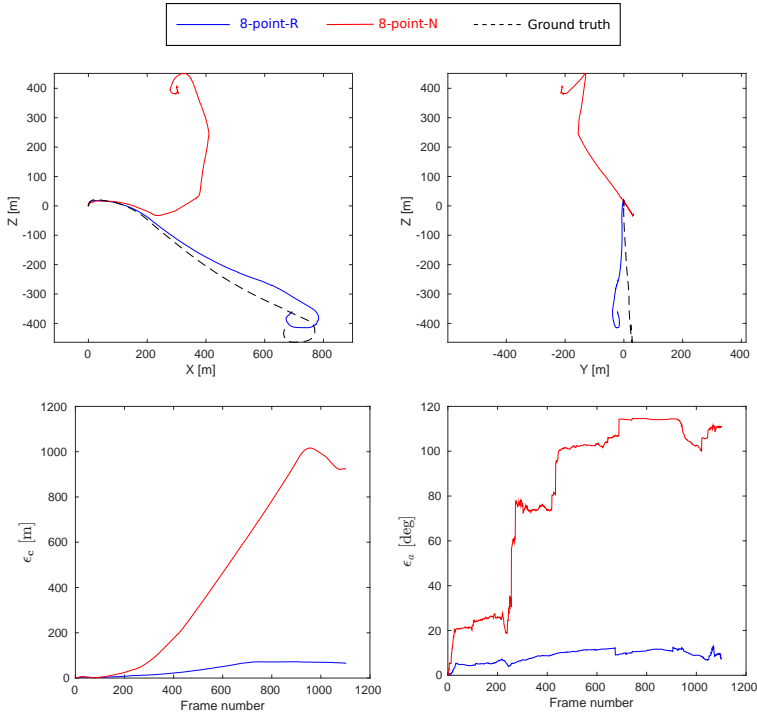 8-point-R 8-point-N Ground truth
400
300
200
100
0
-100
-200
-300
-400
Z [m]
0 200 400 600 800
X [m]
400
300
200
100
0
-100
-200
-300
-400
Z [m]
-400 -200 0 200 400
Y [m]
1200
1000
800
600
400
200
0
ϵc [m]
0 200 400 600 800 1000 1200
Frame number
120
100
80
60
40
20
0
ϵa [deg]
0 200 400 600 800 1000 1200
Frame number